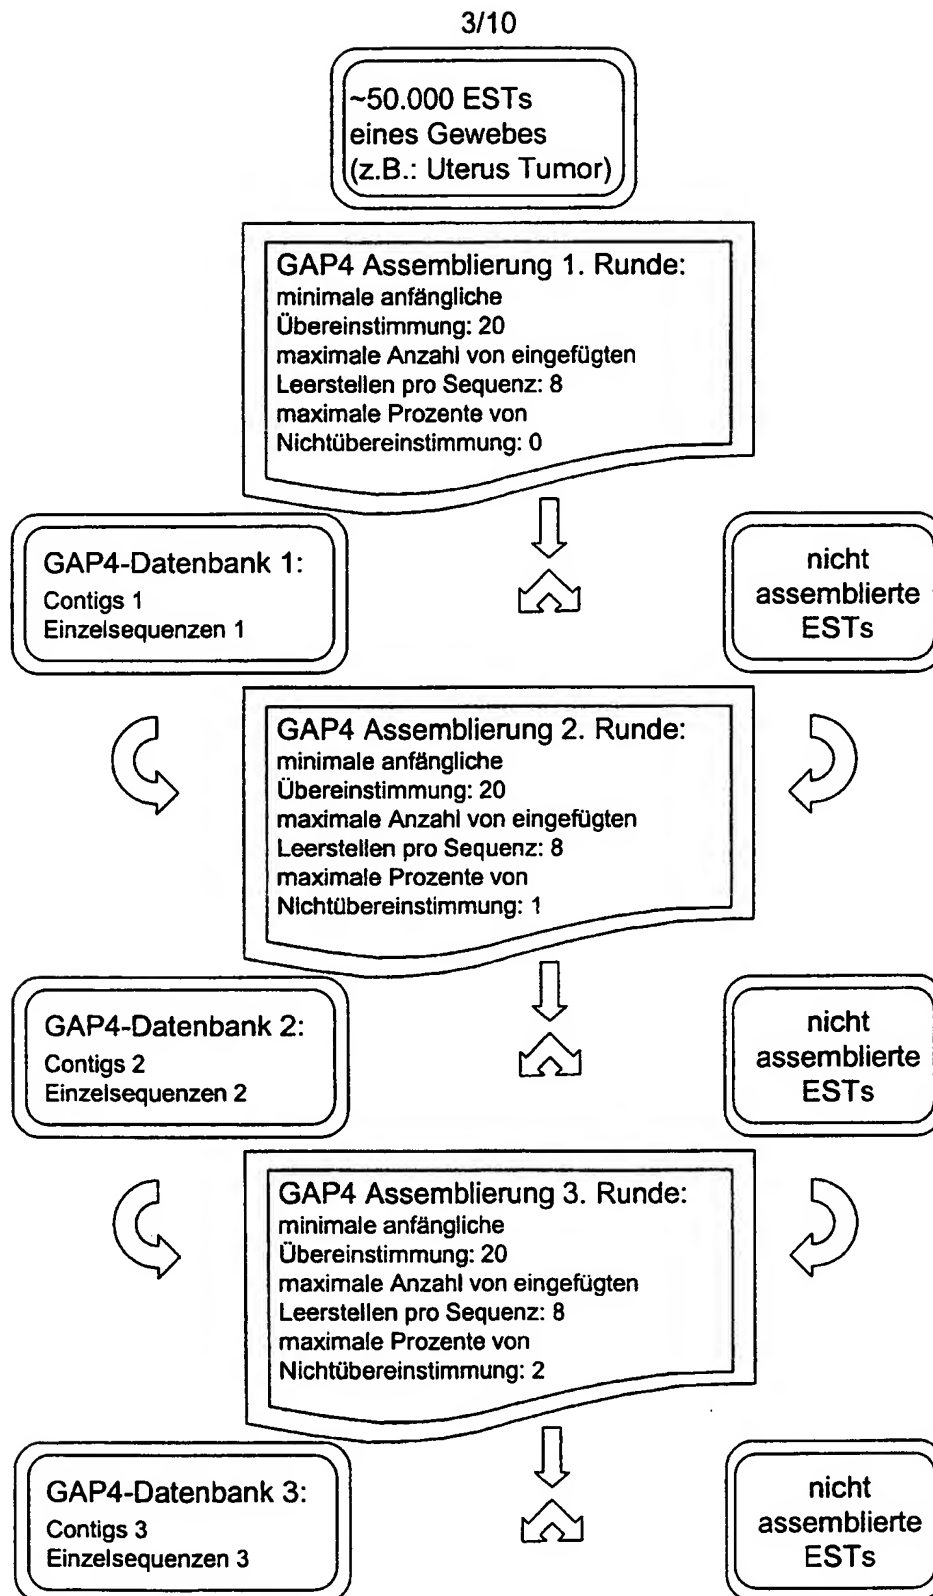 3/10
~50.000 ESTs
eines Gewebes
(z.B.: Uterus Tumor)
GAP4 Assemblierung 1. Runde:
minimale anfängliche
Übereinstimmung: 20
maximale Anzahl von eingefügten
Leerstellen pro Sequenz: 8
maximale Prozente von
Nichtübereinstimmung: 0
GAP4-Datenbank 1:
Contigs 1
Einzelsequenzen 1
nicht
assemblierte
ESTs
GAP4 Assemblierung 2. Runde:
minimale anfängliche
Übereinstimmung: 20
maximale Anzahl von eingefügten
Leerstellen pro Sequenz: 8
maximale Prozente von
Nichtübereinstimmung: 1
GAP4-Datenbank 2:
Contigs 2
Einzelsequenzen 2
nicht
assemblierte
ESTs
GAP4 Assemblierung 3. Runde:
minimale anfängliche
Übereinstimmung: 20
maximale Anzahl von eingefügten
Leerstellen pro Sequenz: 8
maximale Prozente von
Nichtübereinstimmung: 2
GAP4-Datenbank 3:
Contigs 3
Einzelsequenzen 3
nicht
assemblierte
ESTs